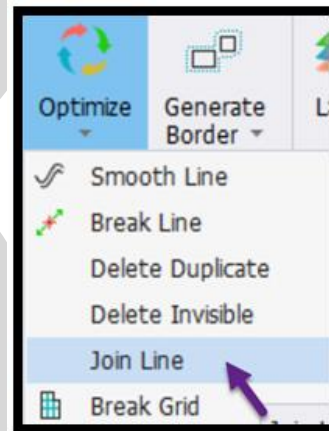 Optimize
Generate
Border
Smooth Line
Break Line
Delete Duplicate
Delete Invisible
Join Line
Break Grid